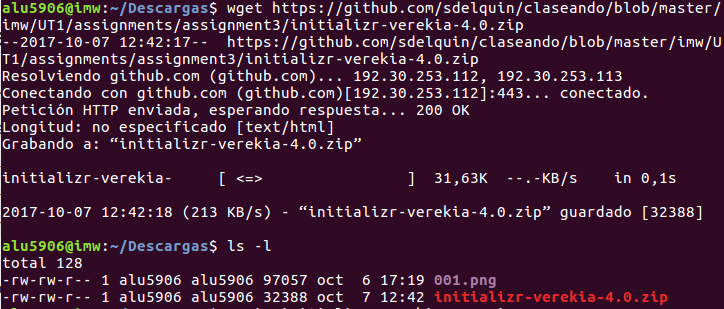 alu5906@imw:~/Descargas$ wget https://github.com/sdelquin/claseando/blob/master/
imw/UT1/assignments/assignment3/initializr-verekia-4.0.zip
--2017-10-07 12:42:17--  https://github.com/sdelquin/claseando/blob/master/imw/U
T1/assignments/assignment3/initializr-verekia-4.0.zip
Resolviendo github.com (github.com)... 192.30.253.112, 192.30.253.113
Conectando con github.com (github.com)[192.30.253.112]:443... conectado.
Petición HTTP enviada, esperando respuesta... 200 OK
Longitud: no especificado [text/html]
Grabando a: “initializr-verekia-4.0.zip”
initializr-verekia-     [ <=>                ]  31,63K  --.-KB/s    in 0,1s
2017-10-07 12:42:18 (213 KB/s) - “initializr-verekia-4.0.zip” guardado [32388]
alu5906@imw:~/Descargas$ ls -l
total 128
-rw-rw-r-- 1 alu5906 alu5906 97057 oct  6 17:19 001.png
-rw-rw-r-- 1 alu5906 alu5906 32388 oct  7 12:42 initializr-verekia-4.0.zip